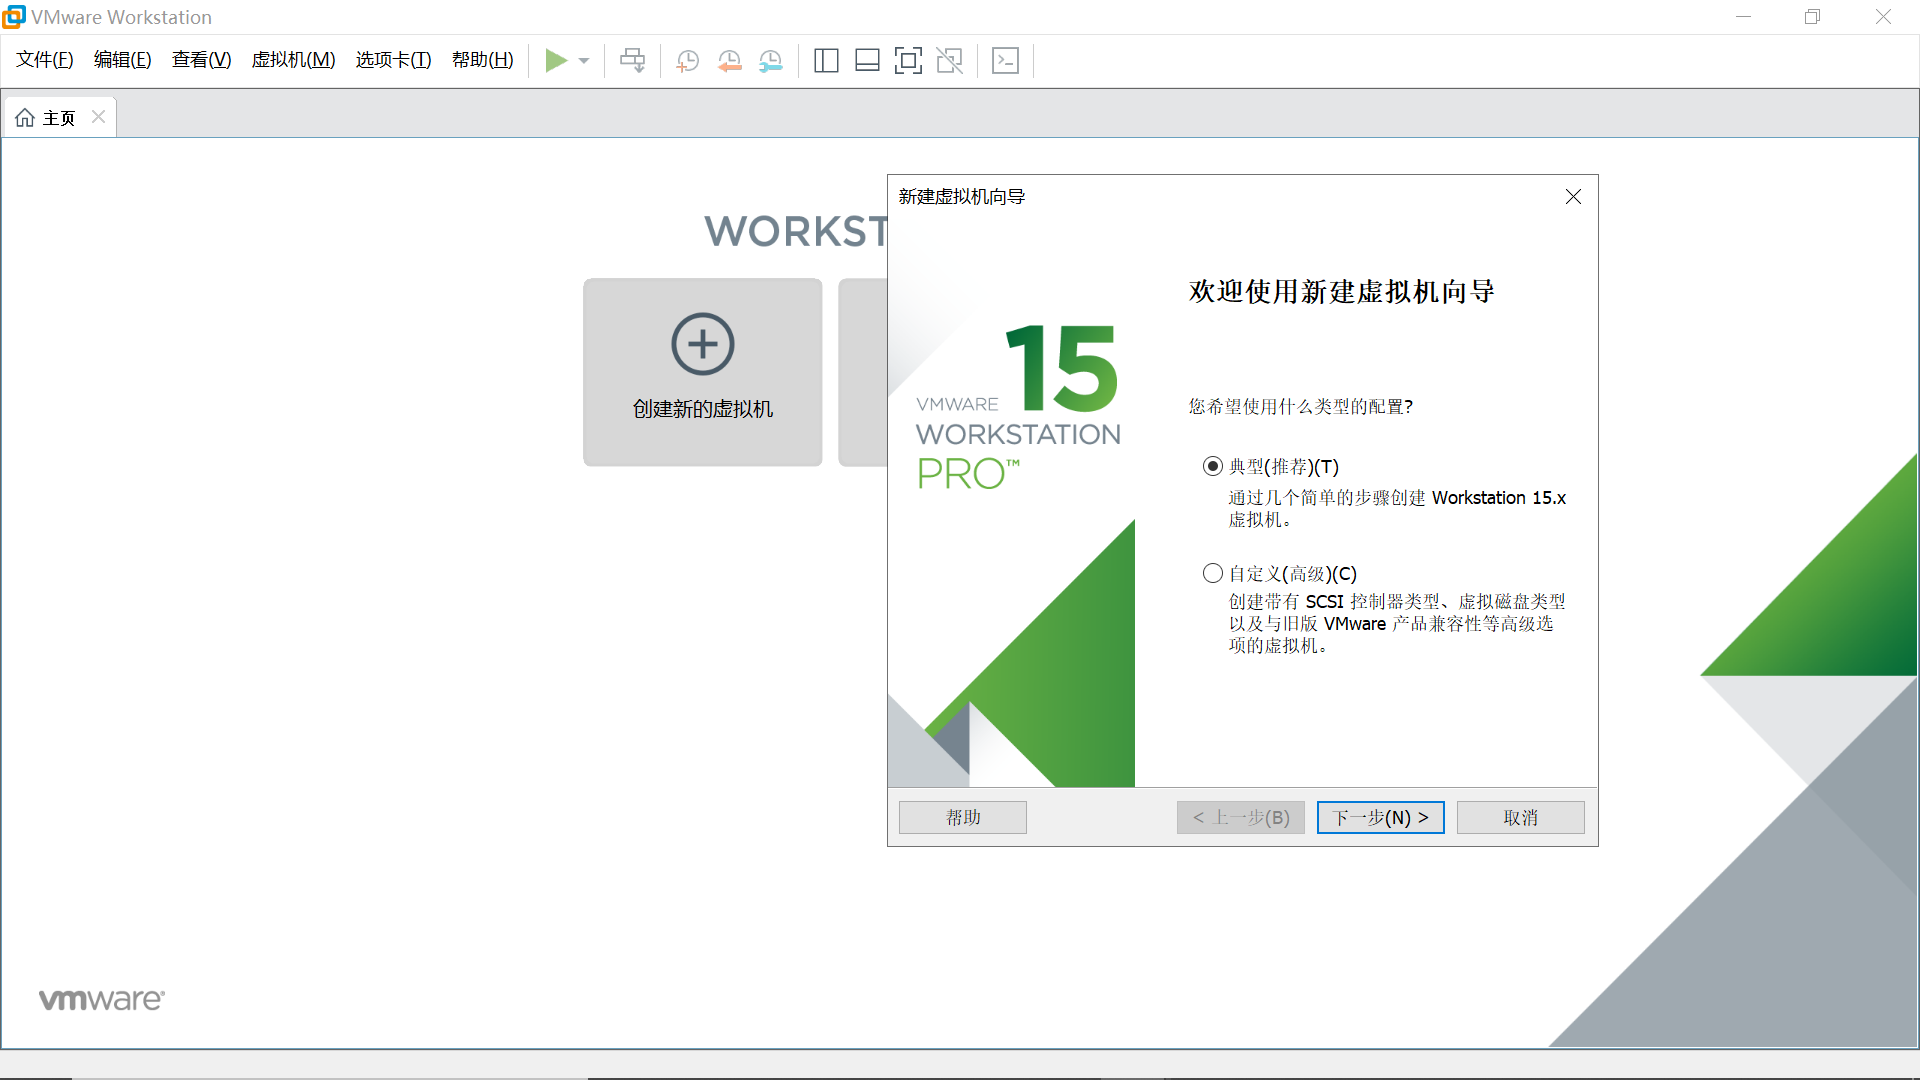 VMware Workstation
文件(F) 编辑(E) 查看(V) 虚拟机(M) 选项卡(T) 帮助(H)
主页
WORKST
创建新的虚拟机
新建虚拟机向导
15
VMWARE
WORKSTATION
PRO™
欢迎使用新建虚拟机向导
您希望使用什么类型的配置?
典型(推荐)(T)
通过几个简单的步骤创建 Workstation 15.x
虚拟机。
自定义(高级)(C)
创建带有 SCSI 控制器类型、虚拟磁盘类型
以及与旧版 VMware 产品兼容性等高级选
项的虚拟机。
帮助 < 上一步(B) 下一步(N) > 取消
vmware®